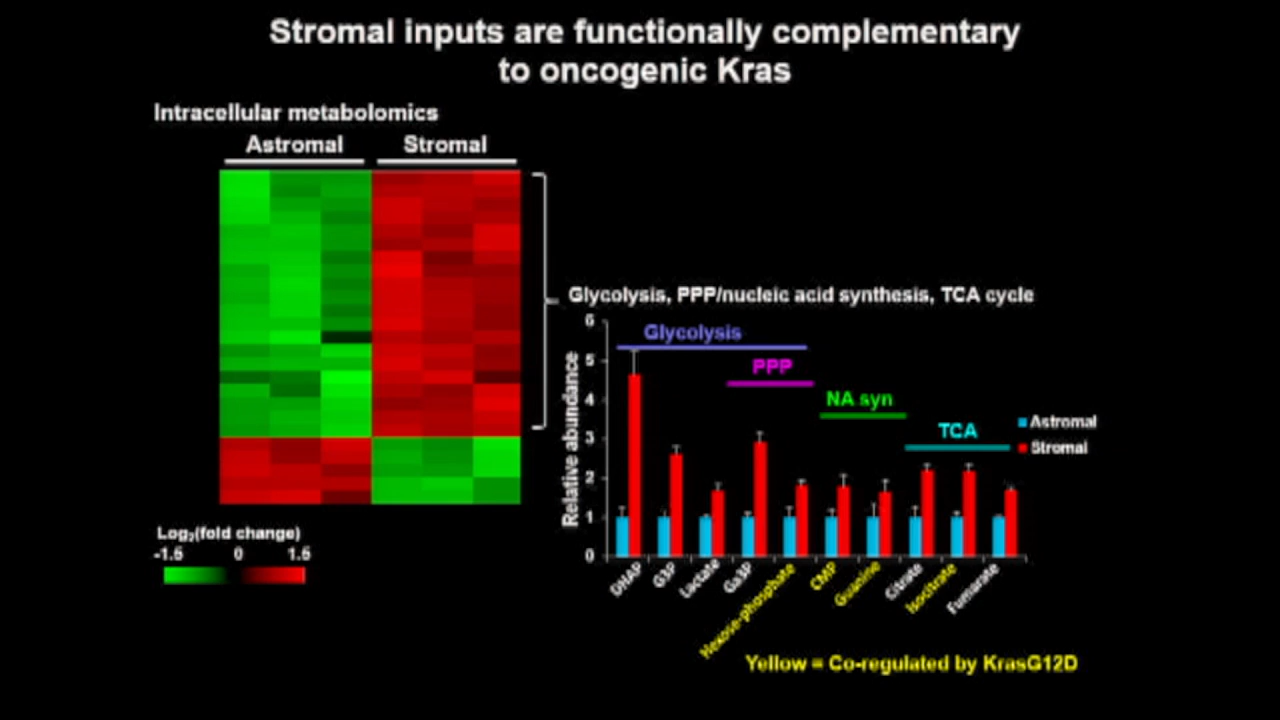 Stromal inputs are functionally complementary
to oncogenic Kras
Intracellular metabolomics
Astromal Stromal
Glycolysis, PPP/nucleic acid synthesis, TCA cycle
6
5
4
3
2
1
0
Relative abundance
Glycolysis
PPP
NA syn
TCA
Astromal
Stromal
DHAP
G3P
Lactate
Ga3P
Hexose-phosphate
CMP
Guanine
Citrate
Isocitrate
Fumarate
Log₂(fold change)
-1.5 0 1.5
Yellow = Co-regulated by KrasG12D